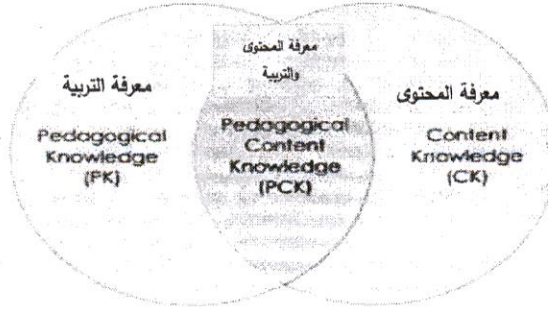 معرفة التربية
Pedagogical
Knowledge
(PK)
معرفة المحتوى
والتربية
Pedagogical
Content
Knowledge
(PCK)
معرفة المحتوى
Content
Knowledge
(CK)